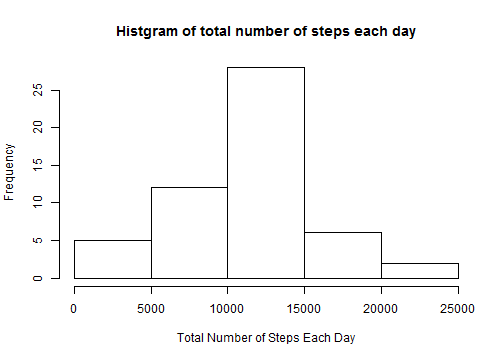 Histgram of total number of steps each day
Frequency
25
20
15
10
5
0
0 5000 10000 15000 20000 25000
Total Number of Steps Each Day